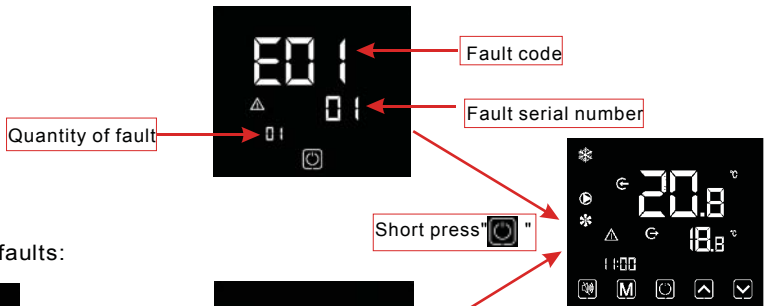 E01
Fault code
01
Fault serial number
Quantity of fault
01
20.8 °C
Short press" "
18.8 °C
faults:
11:00
M